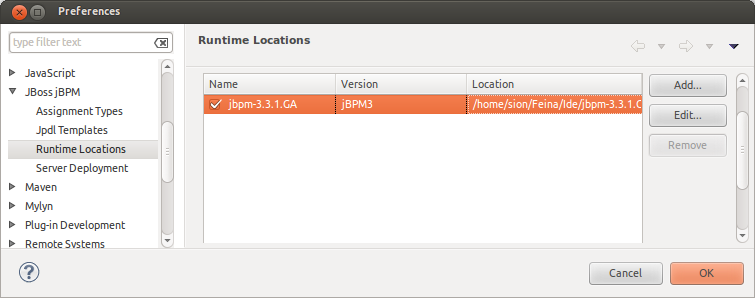 Preferences
type filter text
JavaScript
JBoss jBPM
Assignment Types
Jpdl Templates
Runtime Locations
Server Deployment
Maven
Mylyn
Plug-in Development
Remote Systems
Runtime Locations
Name Version Location
jbpm-3.3.1.GA jBPM3 /home/sion/Feina/Ide/jbpm-3.3.1.G
Add...
Edit...
Remove
Cancel OK